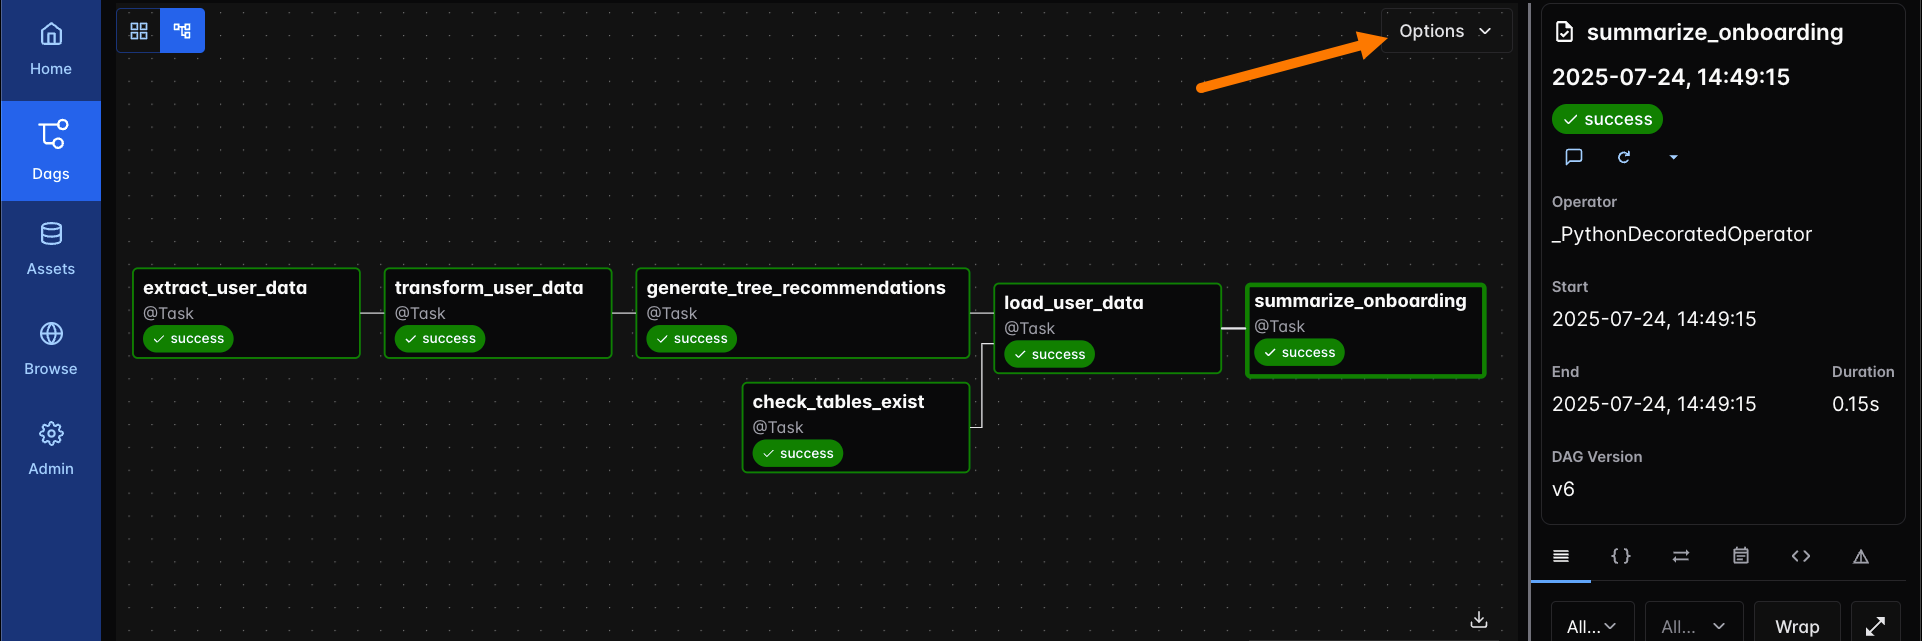 Home
Dags
Assets
Browse
Admin
Options
extract_user_data
@Task
success
transform_user_data
@Task
success
generate_tree_recommendations
@Task
success
check_tables_exist
@Task
success
load_user_data
@Task
success
summarize_onboarding
@Task
success
summarize_onboarding
2025-07-24, 14:49:15
success
Operator
_PythonDecoratedOperator
Start
2025-07-24, 14:49:15
End
Duration
2025-07-24, 14:49:15
0.15s
DAG Version
v6
All...
All...
Wrap